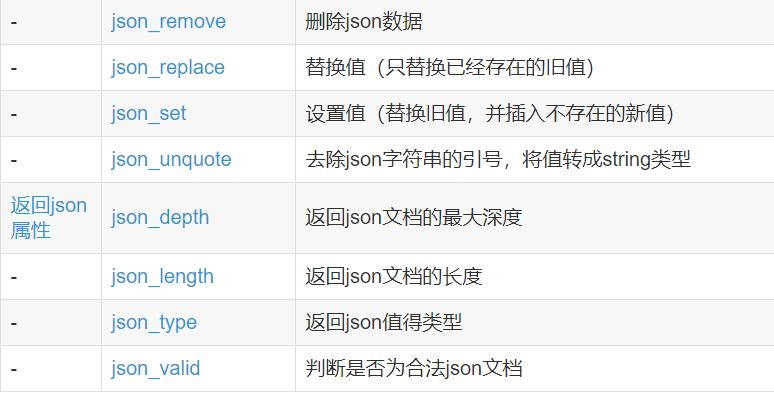 - json_remove 删除json数据
- json_replace 替换值（只替换已经存在的旧值）
- json_set 设置值（替换旧值，并插入不存在的新值）
- json_unquote 去除json字符串的引号，将值转成string类型
返回json
属性 json_depth 返回json文档的最大深度
- json_length 返回json文档的长度
- json_type 返回json值得类型
- json_valid 判断是否为合法json文档